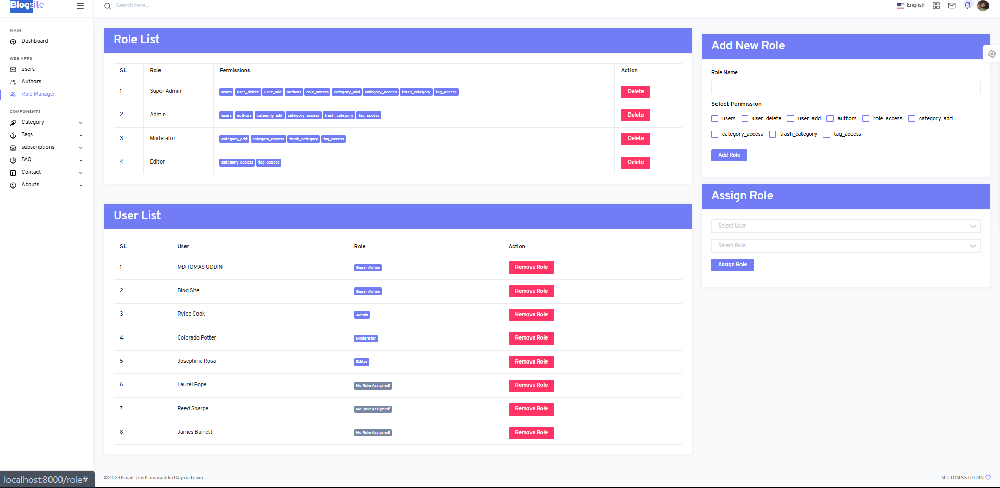 Blogsite
Search here...
English
MAIN
Dashboard
WEB APPS
users
Authors
Role Manager
COMPONENTS
Category
Tags
subscriptions
FAQ
Contact
Abouts
Role List
SL Role Permissions Action
1 Super Admin users user_delete user_add authors role_access category_add category_access trash_category tag_access Delete
2 Admin users authors category_add category_access trash_category tag_access Delete
3 Moderator category_add category_access trash_category tag_access Delete
4 Editor category_access tag_access Delete
User List
SL User Role Action
1 MD TOMAS UDDIN Super Admin Remove Role
2 Blog Site Super Admin Remove Role
3 Rylee Cook Admin Remove Role
4 Colorado Potter Moderator Remove Role
5 Josephine Rosa Editor Remove Role
6 Laurel Pope No Role Assigned! Remove Role
7 Reed Sharpe No Role Assigned! Remove Role
8 James Barrett No Role Assigned! Remove Role
Add New Role
Role Name
Select Permission
users user_delete user_add authors role_access category_add
category_access trash_category tag_access
Add Role
Assign Role
Select User
Select Role
Assign Role
localhost:8000/role#
©2024Email->mdtomasuddin1@gmail.com
MD TOMAS UDDIN